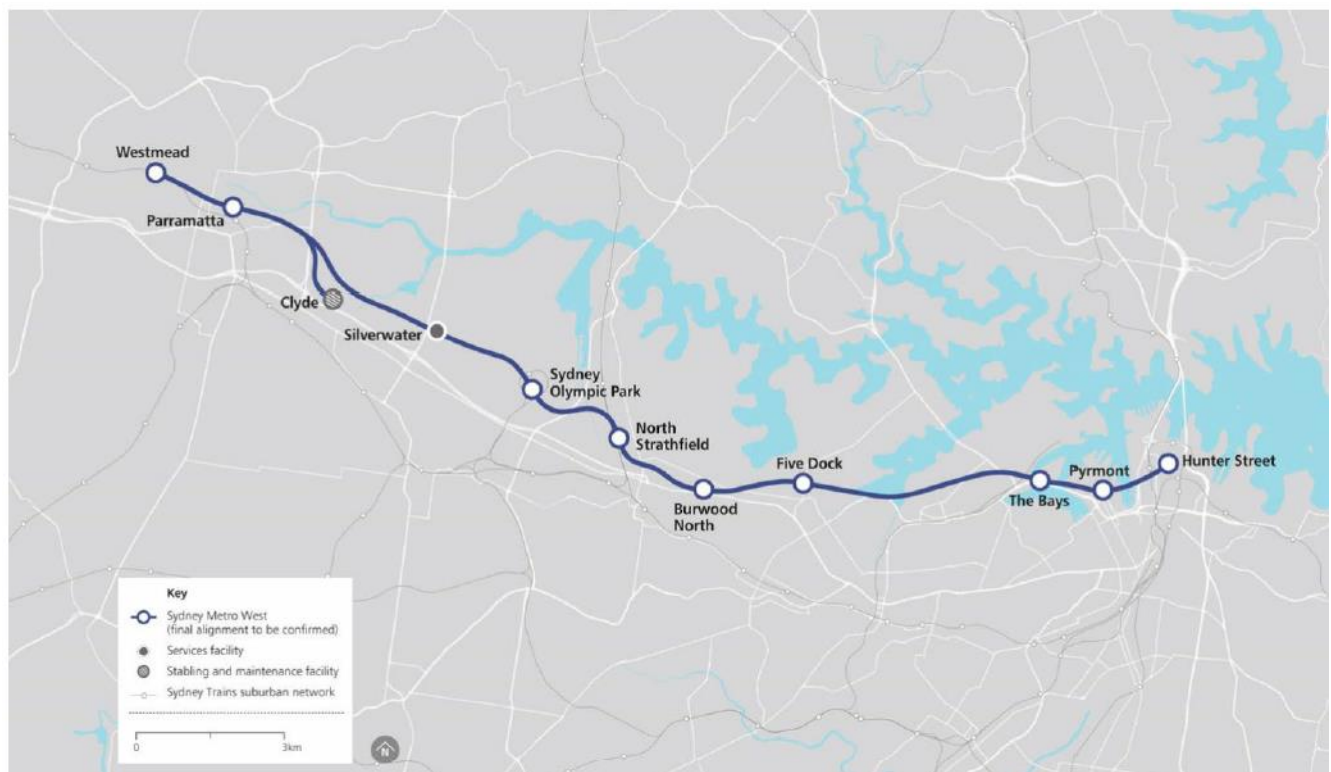 Westmead
Parramatta
Clyde
Silverwater
Sydney
Olympic Park
North
Strathfield
Burwood
North
Five Dock
The Bays
Pyrmont
Hunter Street
Key
Sydney Metro West
(final alignment to be confirmed)
Services facility
Stabling and maintenance facility
Sydney Trains suburban network
0
3km
N